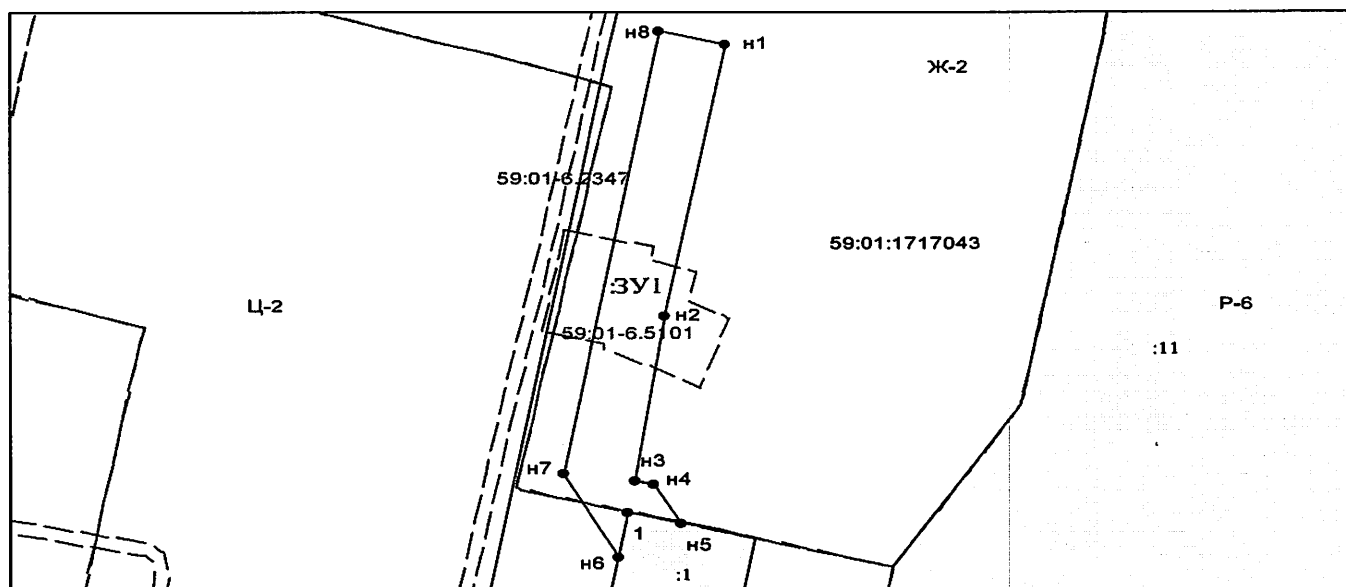 н8
н1
Ж-2
59:01-6.2347
59:01:1717043
:ЗУ1
Ц-2
Р-6
н2
59:01-6.5101
:11
н3
н7
н4
1
н5
н6
:1